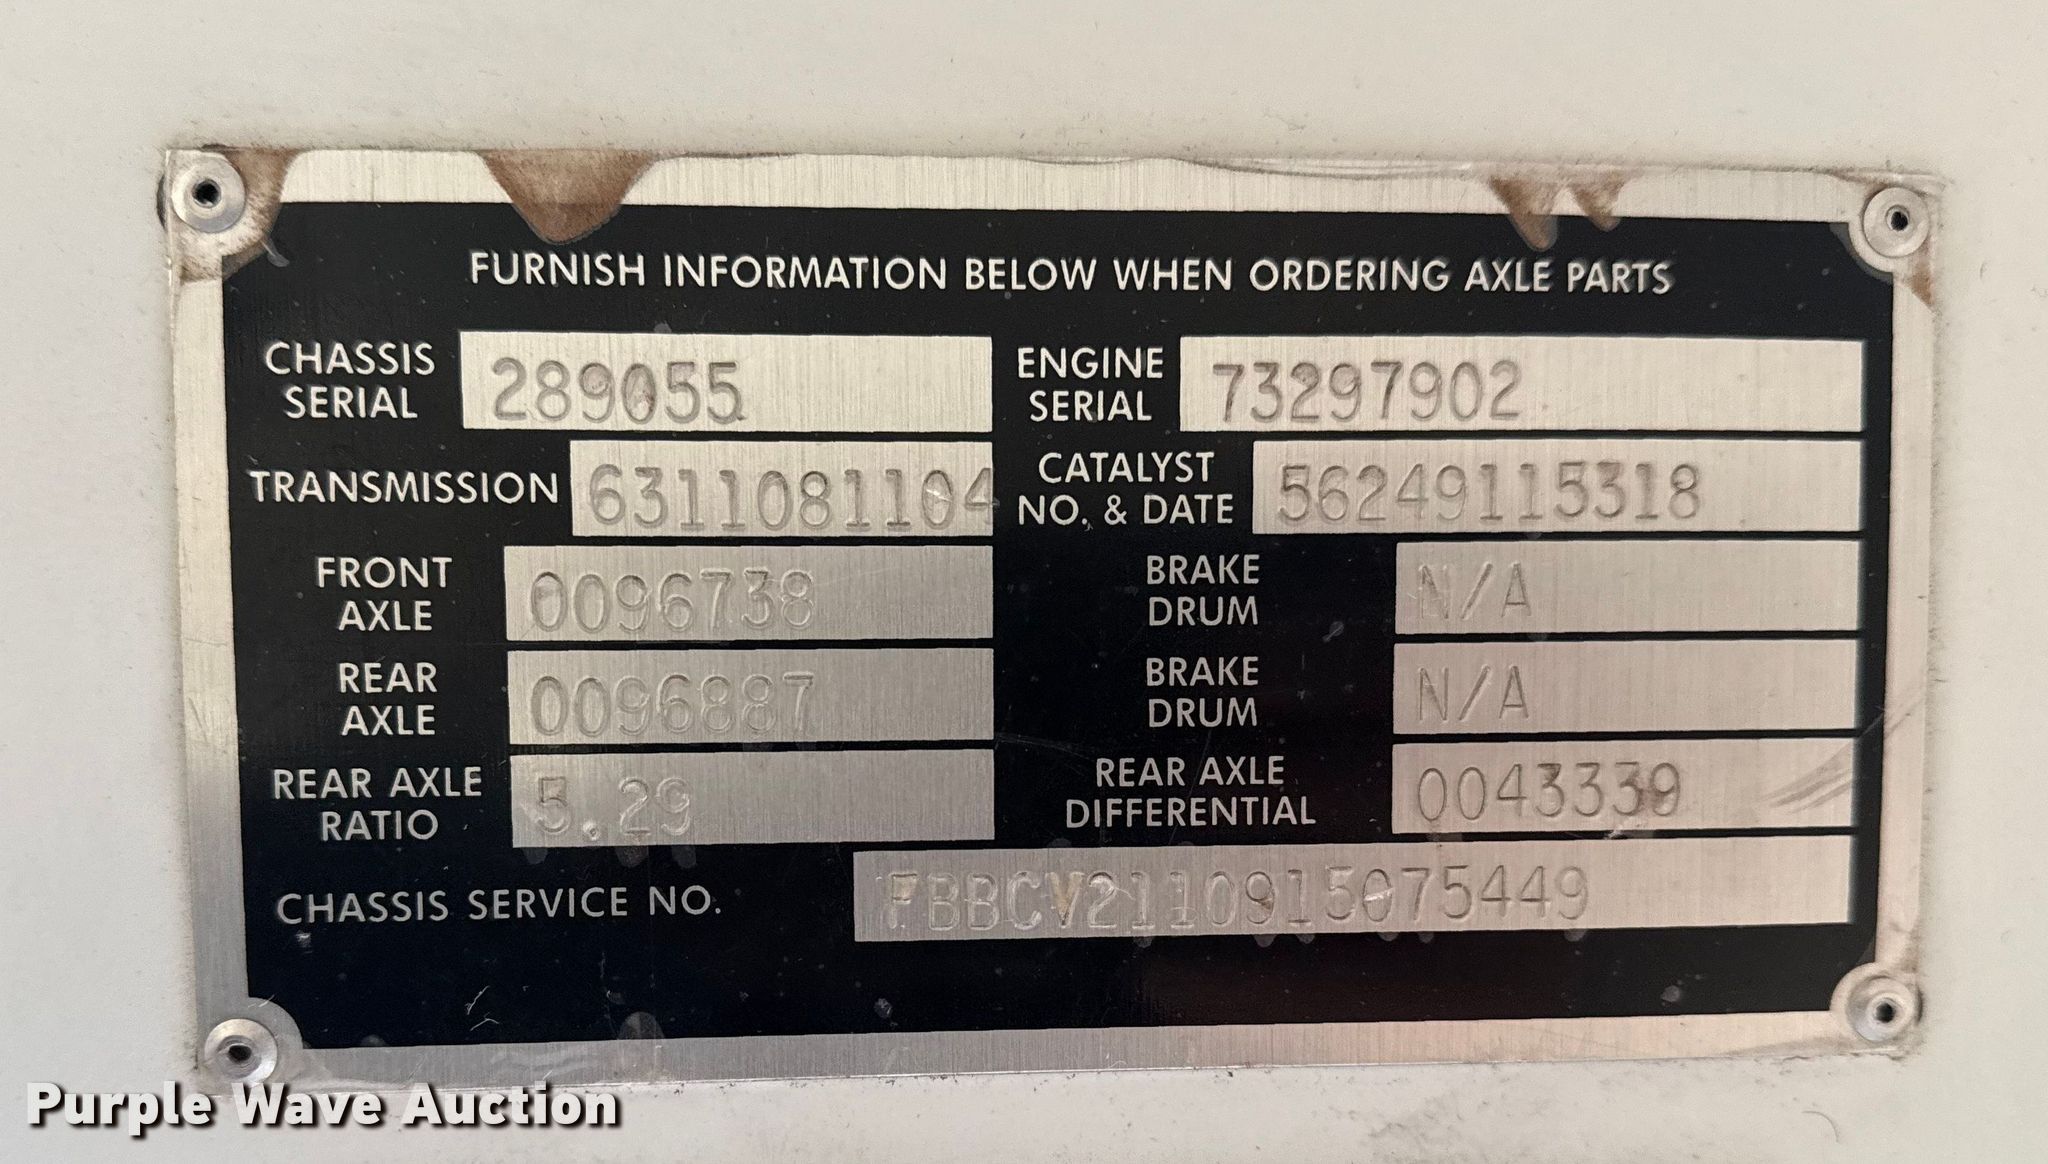 FURNISH INFORMATION BELOW WHEN ORDERING AXLE PARTS
CHASSIS SERIAL 289055
ENGINE SERIAL 73297902
TRANSMISSION 6311081104
CATALYST NO. & DATE 56249115318
FRONT AXLE 0096738
BRAKE DRUM N/A
REAR AXLE 0096887
BRAKE DRUM N/A
REAR AXLE RATIO 5.29
REAR AXLE DIFFERENTIAL 0043339
CHASSIS SERVICE NO. FBBCV2110915075449
Purple Wave Auction